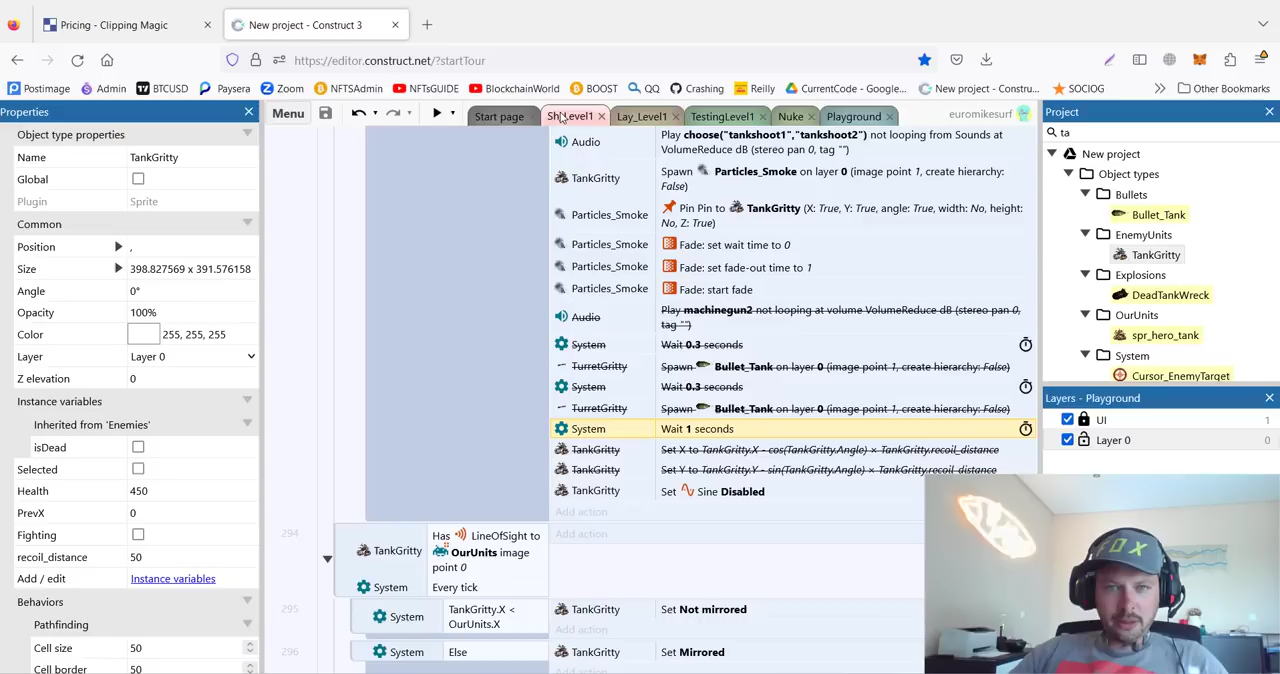 Pricing - Clipping Magic
New project - Construct 3
https://editor.construct.net/?startTour
Postimage
Admin
BTCUSD
Paysera
Zoom
NFTSAdmin
NFTsGUIDE
BlockchainWorld
BOOST
QQ
Crashing
Reilly
CurrentCode - Google...
New project - Constru...
SOCIOG
Other Bookmarks
Properties
Menu
Start page
Sh_Level1
Lay_Level1
TestingLevel1
Nuke
Playground
euromikesurf
Project
Object type properties
Name TankGritty
Global
Plugin Sprite
Common
Position ,
Size 398.827569 x 391.576158
Angle 0°
Opacity 100%
Color 255, 255, 255
Layer Layer 0
Z elevation 0
Instance variables
Inherited from 'Enemies'
isDead
Selected
Health 450
PrevX 0
Fighting
recoil_distance 50
Add / edit Instance variables
Behaviors
Pathfinding
Cell size 50
Cell border 50
Audio Play choose("tankshoot1","tankshoot2") not looping from Sounds at
VolumeReduce dB (stereo pan 0, tag "")
TankGritty Spawn Particles_Smoke on layer 0 (image point 1, create hierarchy:
False)
Particles_Smoke Pin Pin to TankGritty (X: True, Y: True, angle: True, width: No, height:
No, Z: True)
Particles_Smoke Fade: set wait time to 0
Particles_Smoke Fade: set fade-out time to 1
Particles_Smoke Fade: start fade
Audio Play machinegun2 not looping at volume VolumeReduce dB (stereo pan 0,
tag "")
System Wait 0.3 seconds
TurretGritty Spawn Bullet_Tank on layer 0 (image point 1, create hierarchy: False)
System Wait 0.3 seconds
TurretGritty Spawn Bullet_Tank on layer 0 (image point 1, create hierarchy: False)
System Wait 1 seconds
TankGritty Set X to TankGritty.X - cos(TankGritty.Angle) × TankGritty.recoil_distance
TankGritty Set Y to TankGritty.Y - sin(TankGritty.Angle) × TankGritty.recoil_distance
TankGritty Set Sine Disabled
Add action
294
TankGritty
Has LineOfSight to
OurUnits image
point 0
Add action
System Every tick
295
System
TankGritty.X <
OurUnits.X
TankGritty Set Not mirrored
Add action
296
System Else
TankGritty Set Mirrored
ta
New project
Object types
Bullets
Bullet_Tank
EnemyUnits
TankGritty
Explosions
DeadTankWreck
OurUnits
spr_hero_tank
System
Cursor_EnemyTarget
Layers - Playground
UI 1
Layer 0 0
FOX